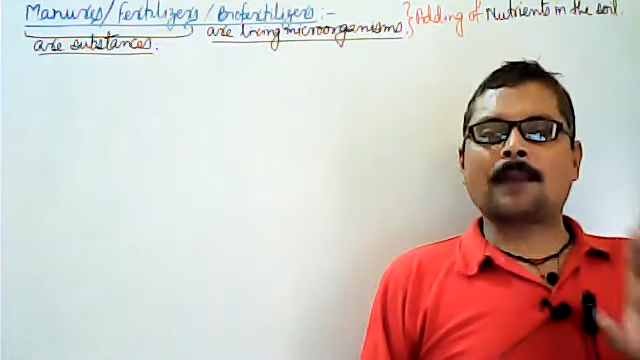 Manures/Fertilizers/Biofertilizers:-
are substances. are living microorganisms. } Adding of Nutrients in the soil.